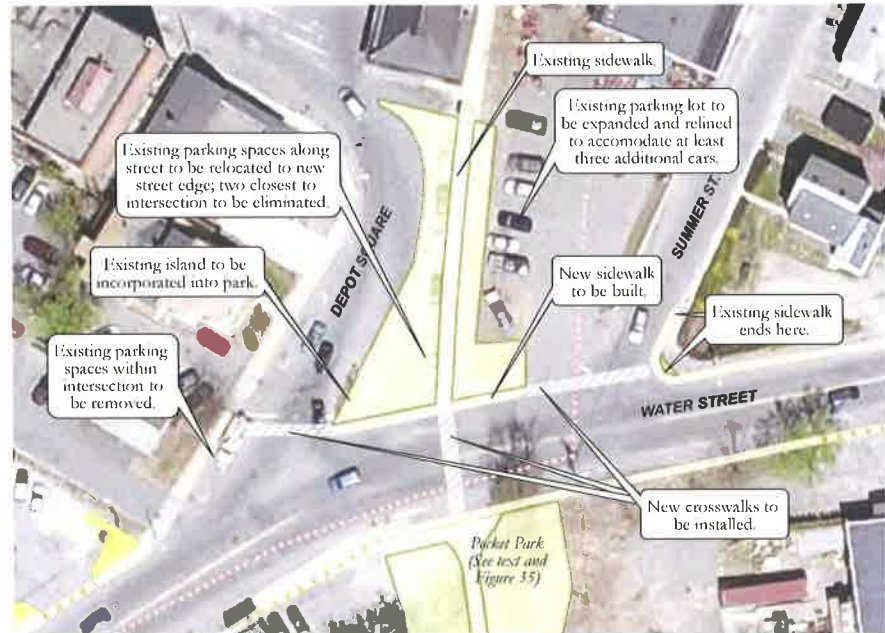 Existing sidewalk.
Existing parking lot to
be expanded and relined
to accomodate at least
three additional cars.
Existing parking spaces along
street to be relocated to new
street edge; two closest to
intersection to be eliminated.
SUMMER ST.
DEPOT SQUARE
Existing island to be
incorporated into park.
New sidewalk
to be built.
Existing sidewalk
ends here.
Existing parking
spaces within
intersection to
be removed.
WATER STREET
New crosswalks to
be installed.
Pocket Park
(See text and
Figure 35)